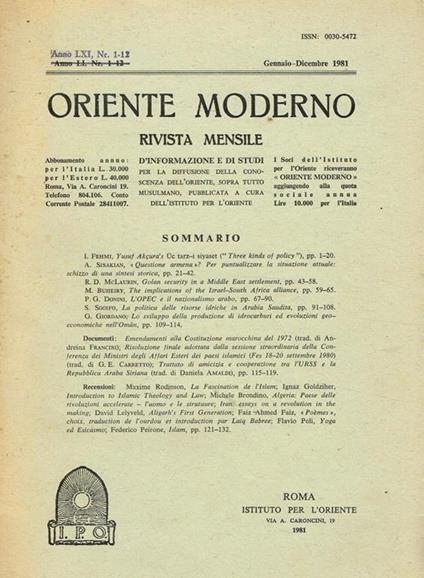 ISSN: 0030-5472
Anno LXI, Nr. 1-12
Anno LI, Nr. 1-12
Gennaio-Dicembre 1981
ORIENTE MODERNO
RIVISTA MENSILE
Abbonamento annuo:
per l'Italia L. 30.000
per l'Estero L. 40.000
Roma, Via A. Caroncini 19.
Telefono 804.106. Conto
Corrente Postale 28411007.
D'INFORMAZIONE E DI STUDI
PER LA DIFFUSIONE DELLA CONO-
SCENZA DELL'ORIENTE, SOPRA TUTTO
MUSULMANO, PUBBLICATA A CURA
DELL'ISTITUTO PER L'ORIENTE
I Soci dell'Istituto
per l'Oriente riceveranno
« ORIENTE MODERNO »
aggiungendo alla quota
sociale annua
Lire 10.000 per l'Italia
SOMMARIO
I. FEHMI, Yusuf Akçura's Üc tarz-i siyaset ("Three kinds of policy"), pp. 1-20.
A. SISAKIAN, « Questione armena »? Per puntualizzare la situazione attuale:
schizzo di una sintesi storica, pp. 21-42.
R. D. MCLAURIN, Golan security in a Middle East settlement, pp. 43-58.
M. BUHEIRY, The implications of the Israel-South Africa alliance, pp. 59-65.
P. G. DONINI, L'OPEC e il nazionalismo arabo, pp. 67-90.
S. SGOIFO, La politica delle risorse idriche in Arabia Saudita, pp. 91-108.
G. GIORDANO; Lo sviluppo della produzione di idrocarburi ed evoluzioni geo-
economiche nell'Omân, pp. 109-114.
Documenti: Emendamenti alla Costituzione marocchina del 1972 (trad. di An-
dreina FRANCISI); Risoluzione finale adottata dalla sessione straordinaria della Con-
ferenza dei Ministri degli Affari Esteri dei paesi islamici (Fes 18-20 settembre 1980)
(trad. di G. E. CARRETTO); Trattato di amicizia e cooperazione tra l'URSS e la
Repubblica Araba Siriana (trad. di Daniela AMALDI), pp. 115-119.
Recensioni: Maxime Rodinson, La Fascination de l'Islam; Ignaz Goldziher,
Introduction to Islamic Theology and Law; Michele Brondino, Algeria: Paese delle
rivoluzioni accelerate - l'uomo e le strutture; Iran: essays on a revolution in the
making; David Lelyveld, Aligarh's First Generation; Faiz Ahmed Faiz, « Poèmes »,
choix, traduction de l'ourdou et introduction par Laiq Babree; Flavio Poli, Yoga
ed Esicasmo; Federico Peirone, Islam, pp. 121-132.
I. P. O.
ROMA
ISTITUTO PER L'ORIENTE
VIA A. CARONCINI, 19
1981